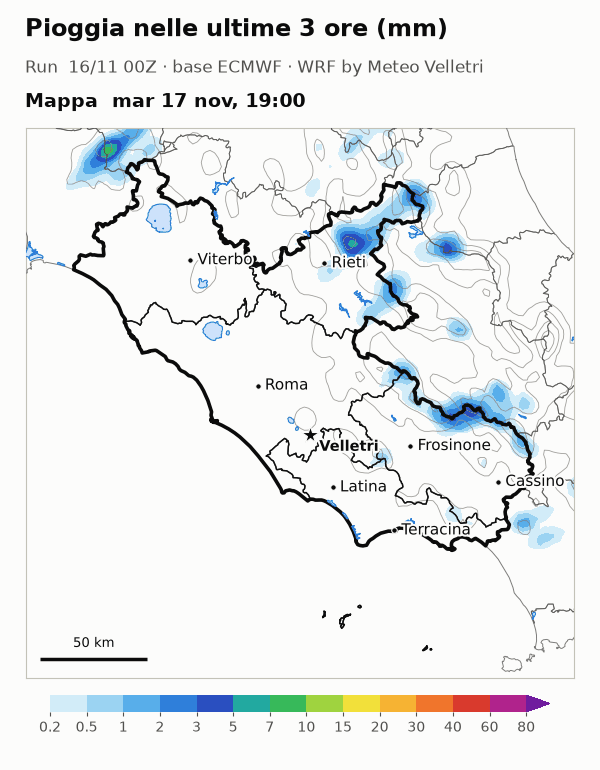 Pioggia nelle ultime 3 ore (mm)
Run  16/11 00Z · base ECMWF · WRF by Meteo Velletri
Mappa  mar 17 nov, 19:00
Viterbo
Rieti
Roma
Velletri
Frosinone
Latina
Cassino
Terracina
50 km
0.2 0.5 1 2 3 5 7 10 15 20 30 40 60 80